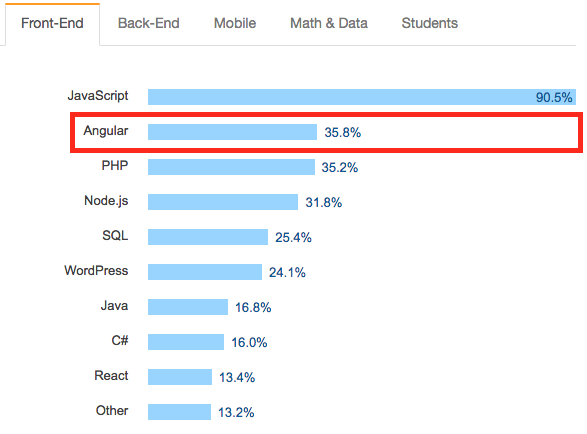 Front-End Back-End Mobile Math & Data Students
JavaScript 90.5%
Angular 35.8%
PHP 35.2%
Node.js 31.8%
SQL 25.4%
WordPress 24.1%
Java 16.8%
C# 16.0%
React 13.4%
Other 13.2%